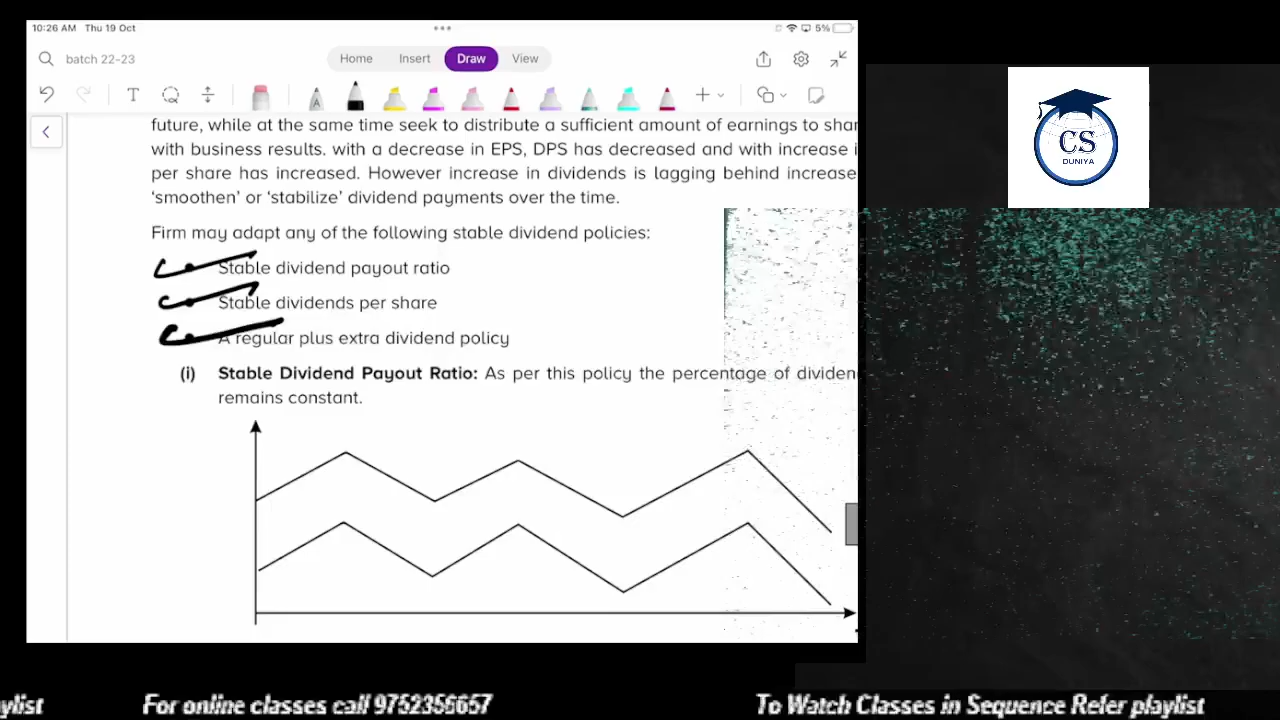 10:26 AM Thu 19 Oct
5%
batch 22-23
Home Insert Draw View
T
A
future, while at the same time seek to distribute a sufficient amount of earnings to shar
with business results. with a decrease in EPS, DPS has decreased and with increase i
per share has increased. However increase in dividends is lagging behind increase
‘smoothen’ or ‘stabilize’ dividend payments over the time.
Firm may adapt any of the following stable dividend policies:
• Stable dividend payout ratio
• Stable dividends per share
• A regular plus extra dividend policy
(i) Stable Dividend Payout Ratio: As per this policy the percentage of dividen
remains constant.
CS
DUNIYA
ylist For online classes call 9752356657 To Watch Classes in Sequence Refer playlist